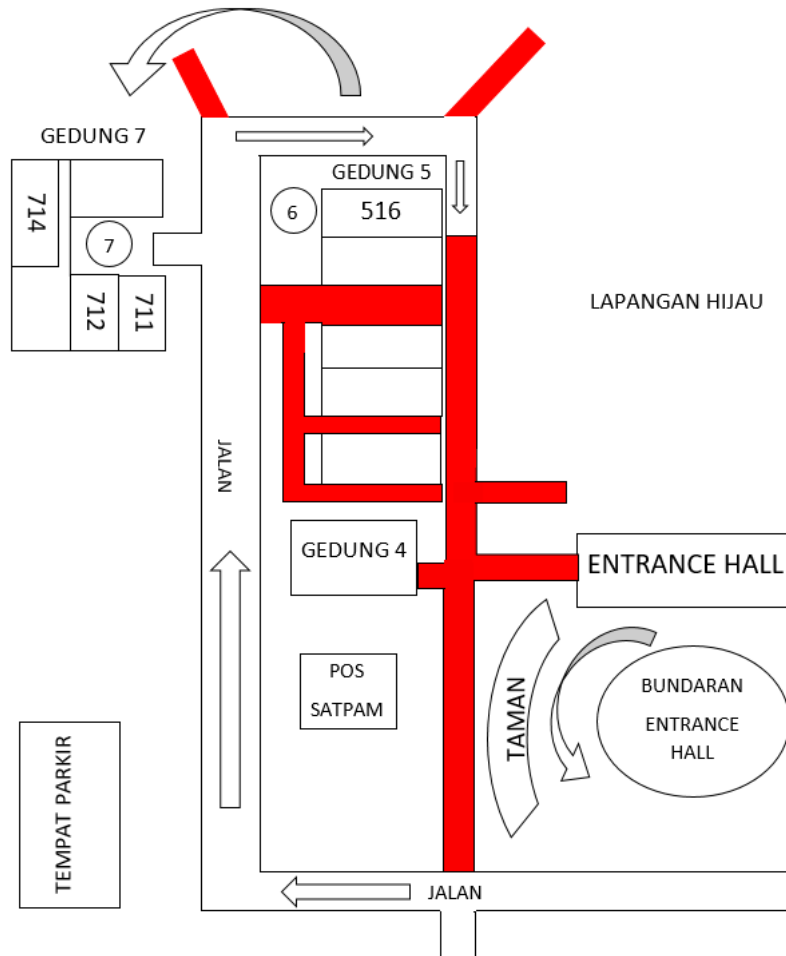 GEDUNG 7
GEDUNG 5
714
6
516
7
712
711
LAPANGAN HIJAU
JALAN
GEDUNG 4
ENTRANCE HALL
POS
SATPAM
TAMAN
BUNDARAN
ENTRANCE
HALL
TEMPAT PARKIR
JALAN